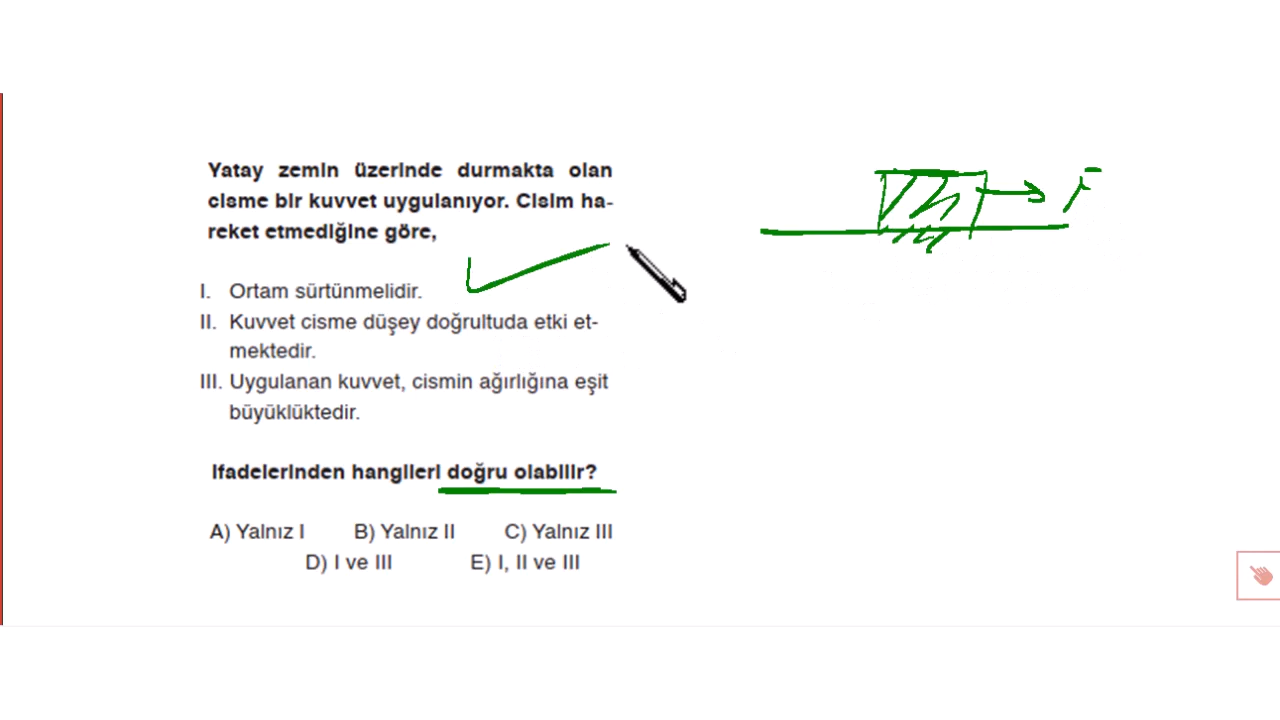 Yatay zemin üzerinde durmakta olan
cisme bir kuvvet uygulanıyor. Cisim ha-
reket etmediğine göre,
F
I. Ortam sürtünmelidir.
II. Kuvvet cisme düşey doğrultuda etki et-
mektedir.
III. Uygulanan kuvvet, cismin ağırlığına eşit
büyüklüktedir.
ifadelerinden hangileri doğru olabilir?
A) Yalnız I B) Yalnız II C) Yalnız III
D) I ve III E) I, II ve III